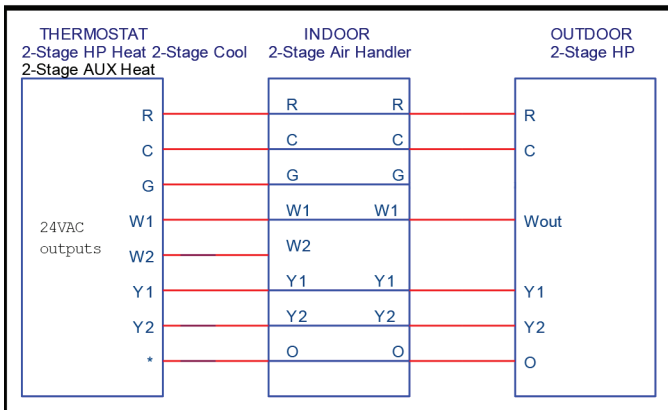 THERMOSTAT INDOOR OUTDOOR
2-Stage HP Heat 2-Stage Cool 2-Stage Air Handler 2-Stage HP
2-Stage AUX Heat
R R R R
C C C C
G G G
W1 W1 W1 Wout
24VAC
outputs
W2 W2
Y1 Y1 Y1 Y1
Y2 Y2 Y2 Y2
* O O O